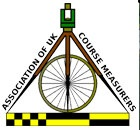 ASSOCIATION OF UK
COURSE MEASURERS